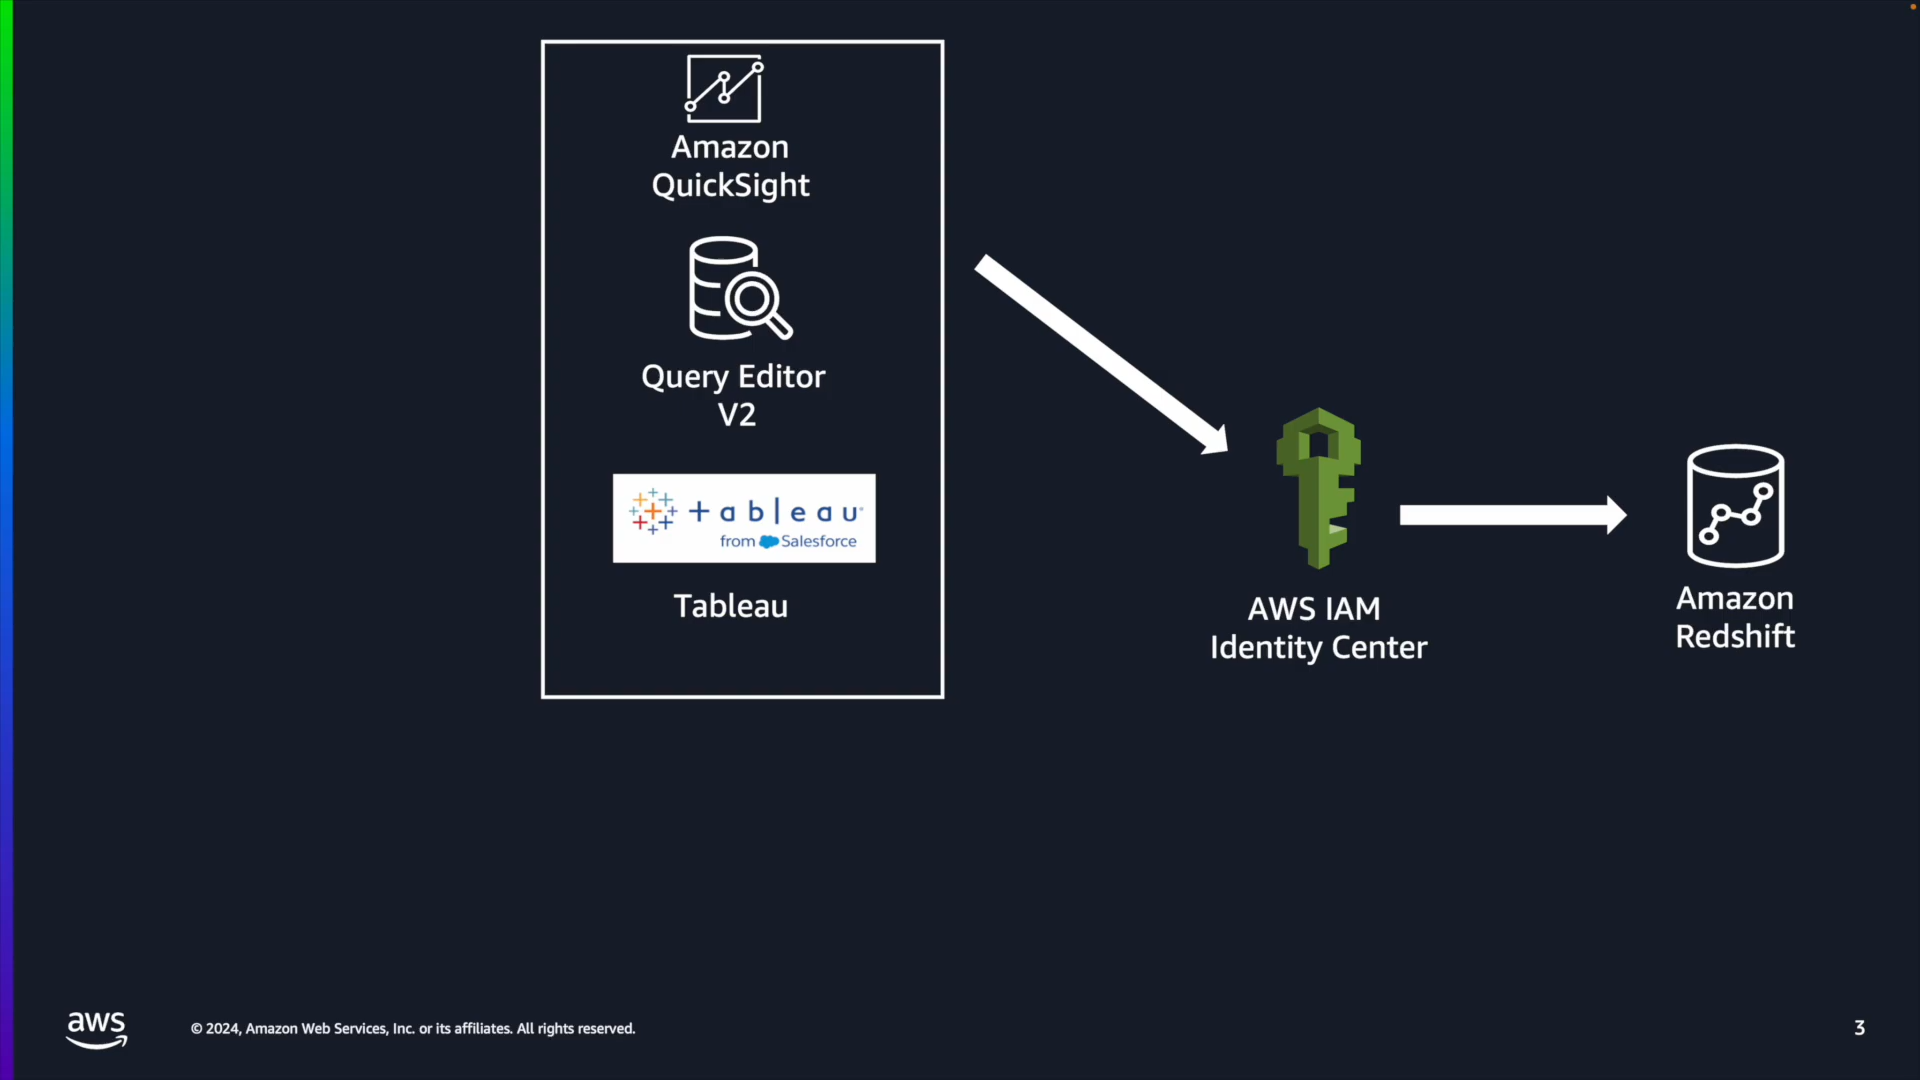 Amazon
QuickSight
Query Editor
V2
+ableau
from Salesforce
Tableau
AWS IAM
Identity Center
Amazon
Redshift
aws
© 2024, Amazon Web Services, Inc. or its affiliates. All rights reserved.
3